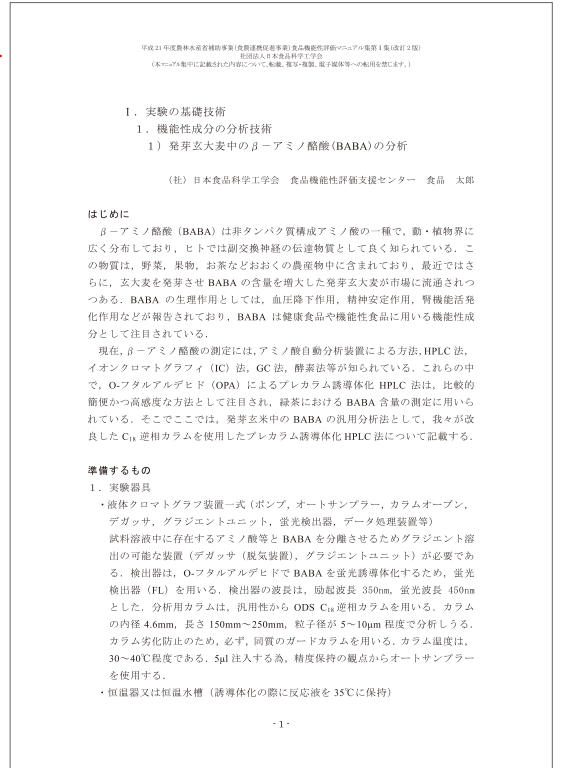 平成21年度農林水産省補助事業(食農連携促進事業)食品機能性評価マニュアル集第Ⅰ集(改訂2版)
社団法人日本食品科学工学会
(本マニュアル集中に記載された内容について、転載、複写・複製、電子媒体等への転用を禁じます。)
Ⅰ．実験の基礎技術
１．機能性成分の分析技術
１）発芽玄大麦中のβ－アミノ酪酸(BABA)の分析
（社）日本食品科学工学会　食品機能性評価支援センター　食品　太郎
はじめに
β－アミノ酪酸（BABA）は非タンパク質構成アミノ酸の一種で，動・植物界に
広く分布しており，ヒトでは副交換神経の伝達物質として良く知られている．こ
の物質は，野菜，果物，お茶などおおくの農産物中に含まれており，最近ではさ
らに，玄大麦を発芽させ BABA の含量を増大した発芽玄大麦が市場に流通されつ
つある．BABA の生理作用としては，血圧降下作用，精神安定作用，腎機能活発
化作用などが報告されており，BABA は健康食品や機能性食品に用いる機能性成
分として注目されている．
現在，β－アミノ酪酸の測定には，アミノ酸自動分析装置による方法，HPLC 法，
イオンクロマトグラフィ（IC）法，GC 法，酵素法等が知られている．これらの中
で，O-フタルアルデヒド（OPA）によるプレカラム誘導体化 HPLC 法は，比較的
簡便かつ高感度な方法として注目され，緑茶における BABA 含量の測定に用いら
れている．そこでここでは，発芽玄米中の BABA の汎用分析法として，我々が改
良した C18 逆相カラムを使用したプレカラム誘導体化 HPLC 法について記載する．
準備するもの
１．実験器具
・液体クロマトグラフ装置一式（ポンプ，オートサンプラー，カラムオーブン，
デガッサ，グラジエントユニット，蛍光検出器，データ処理装置等）
試料溶液中に存在するアミノ酸等と BABA を分離させるためグラジエント溶
出の可能な装置（デガッサ（脱気装置），グラジエントユニット）が必要であ
る．検出器は，O-フタルアルデヒドで BABA を蛍光誘導体化するため，蛍光
検出器（FL）を用いる．検出器の波長は，励起波長 350nm，蛍光波長 450nm
とした．分析用カラムは，汎用性から ODS C18 逆相カラムを用いる．カラム
の内径 4.6mm，長さ 150mm～250mm，粒子径が 5～10μm 程度で分析しうる．
カラム劣化防止のため，必ず，同質のガードカラムを用いる．カラム温度は，
30～40℃程度である．5μl 注入する為，精度保持の観点からオートサンプラー
を使用する．
・恒温器又は恒温水槽（誘導体化の際に反応液を 35℃に保持）
- 1 -